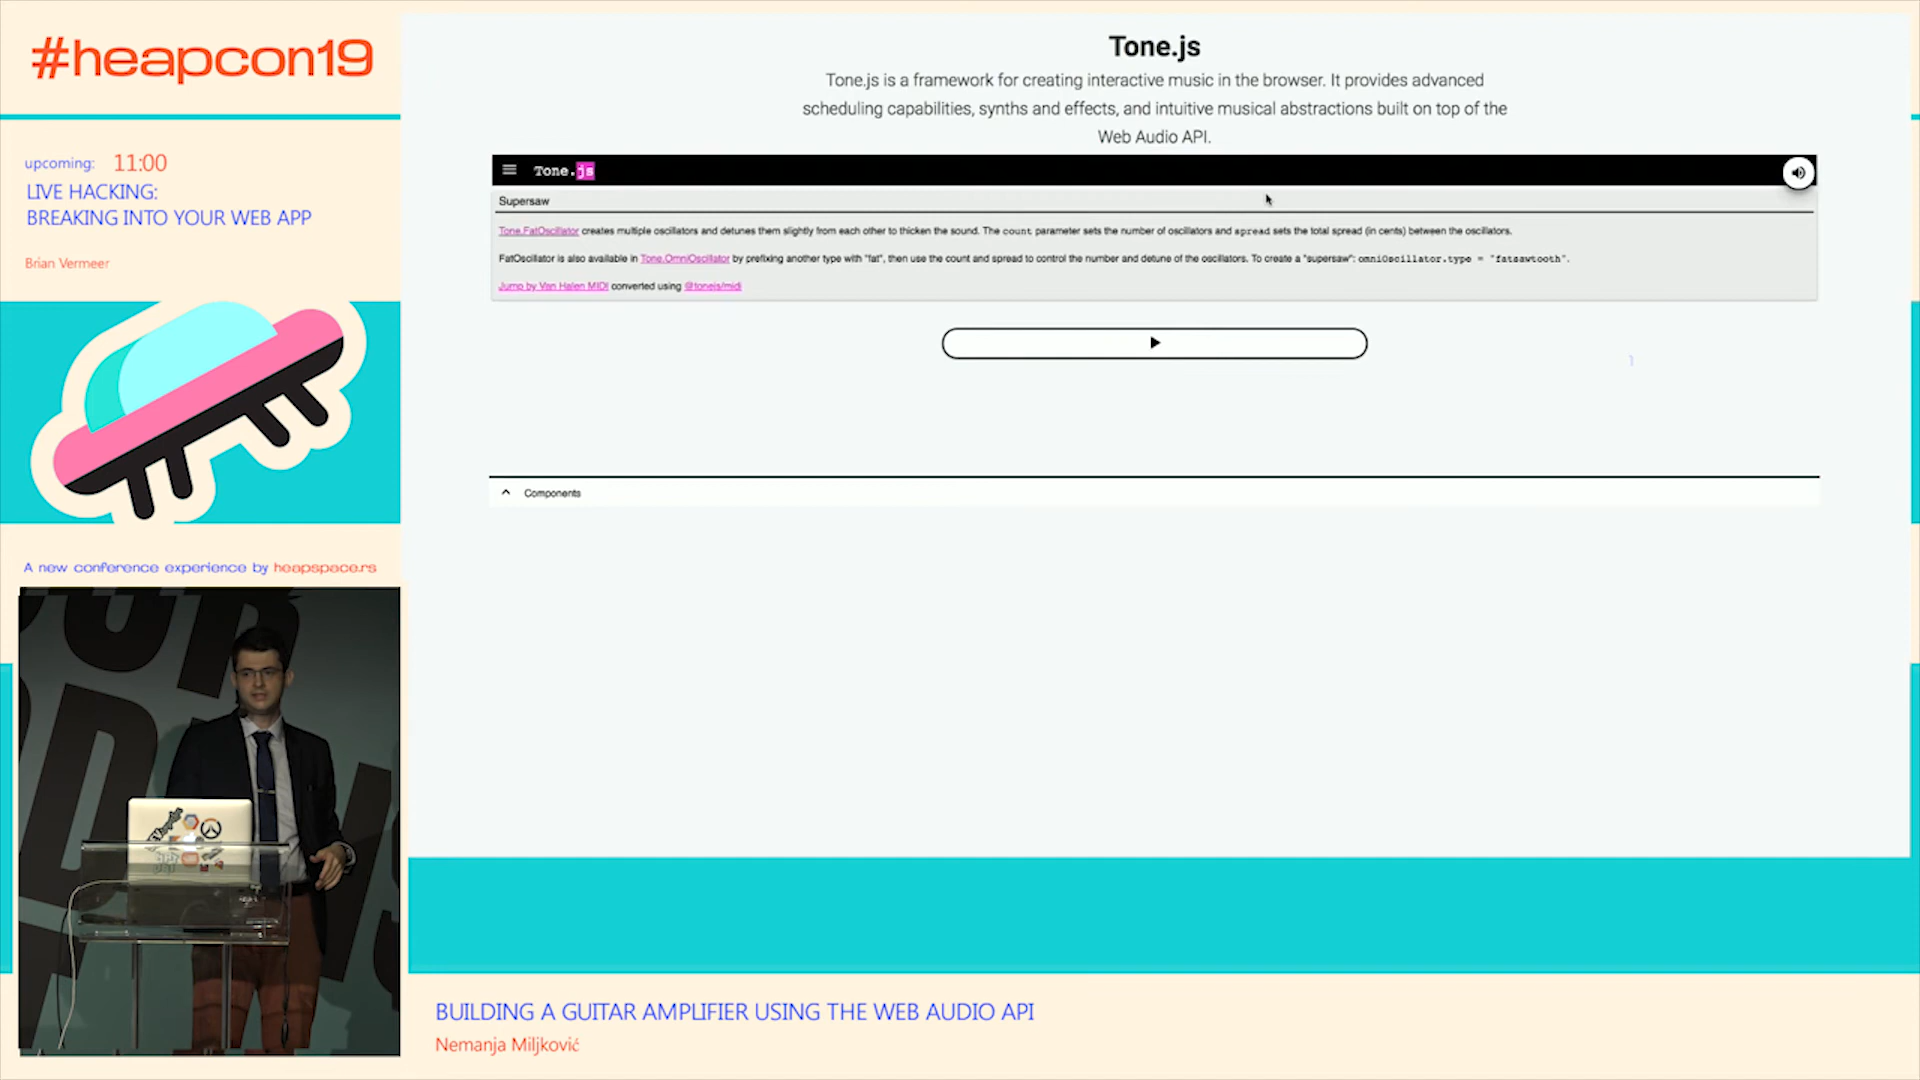 #heapcon19
upcoming: 11:00
LIVE HACKING:
BREAKING INTO YOUR WEB APP
Brian Vermeer
A new conference experience by heapspace.rs
Tone.js
Tone.js is a framework for creating interactive music in the browser. It provides advanced
scheduling capabilities, synths and effects, and intuitive musical abstractions built on top of the
Web Audio API.
Tone.js
Supersaw
Tone.FatOscillator creates multiple oscillators and detunes them slightly from each other to thicken the sound. The count parameter sets the number of oscillators and spread sets the total spread (in cents) between the oscillators.
FatOscillator is also available in Tone.OmniOscillator by prefixing another type with "fat", then use the count and spread to control the number and detune of the oscillators. To create a "supersaw": omniOscillator.type = "fatsawtooth".
Jump by Van Halen MIDI converted using @tonejs/midi
Components
BUILDING A GUITAR AMPLIFIER USING THE WEB AUDIO API
Nemanja Miljković